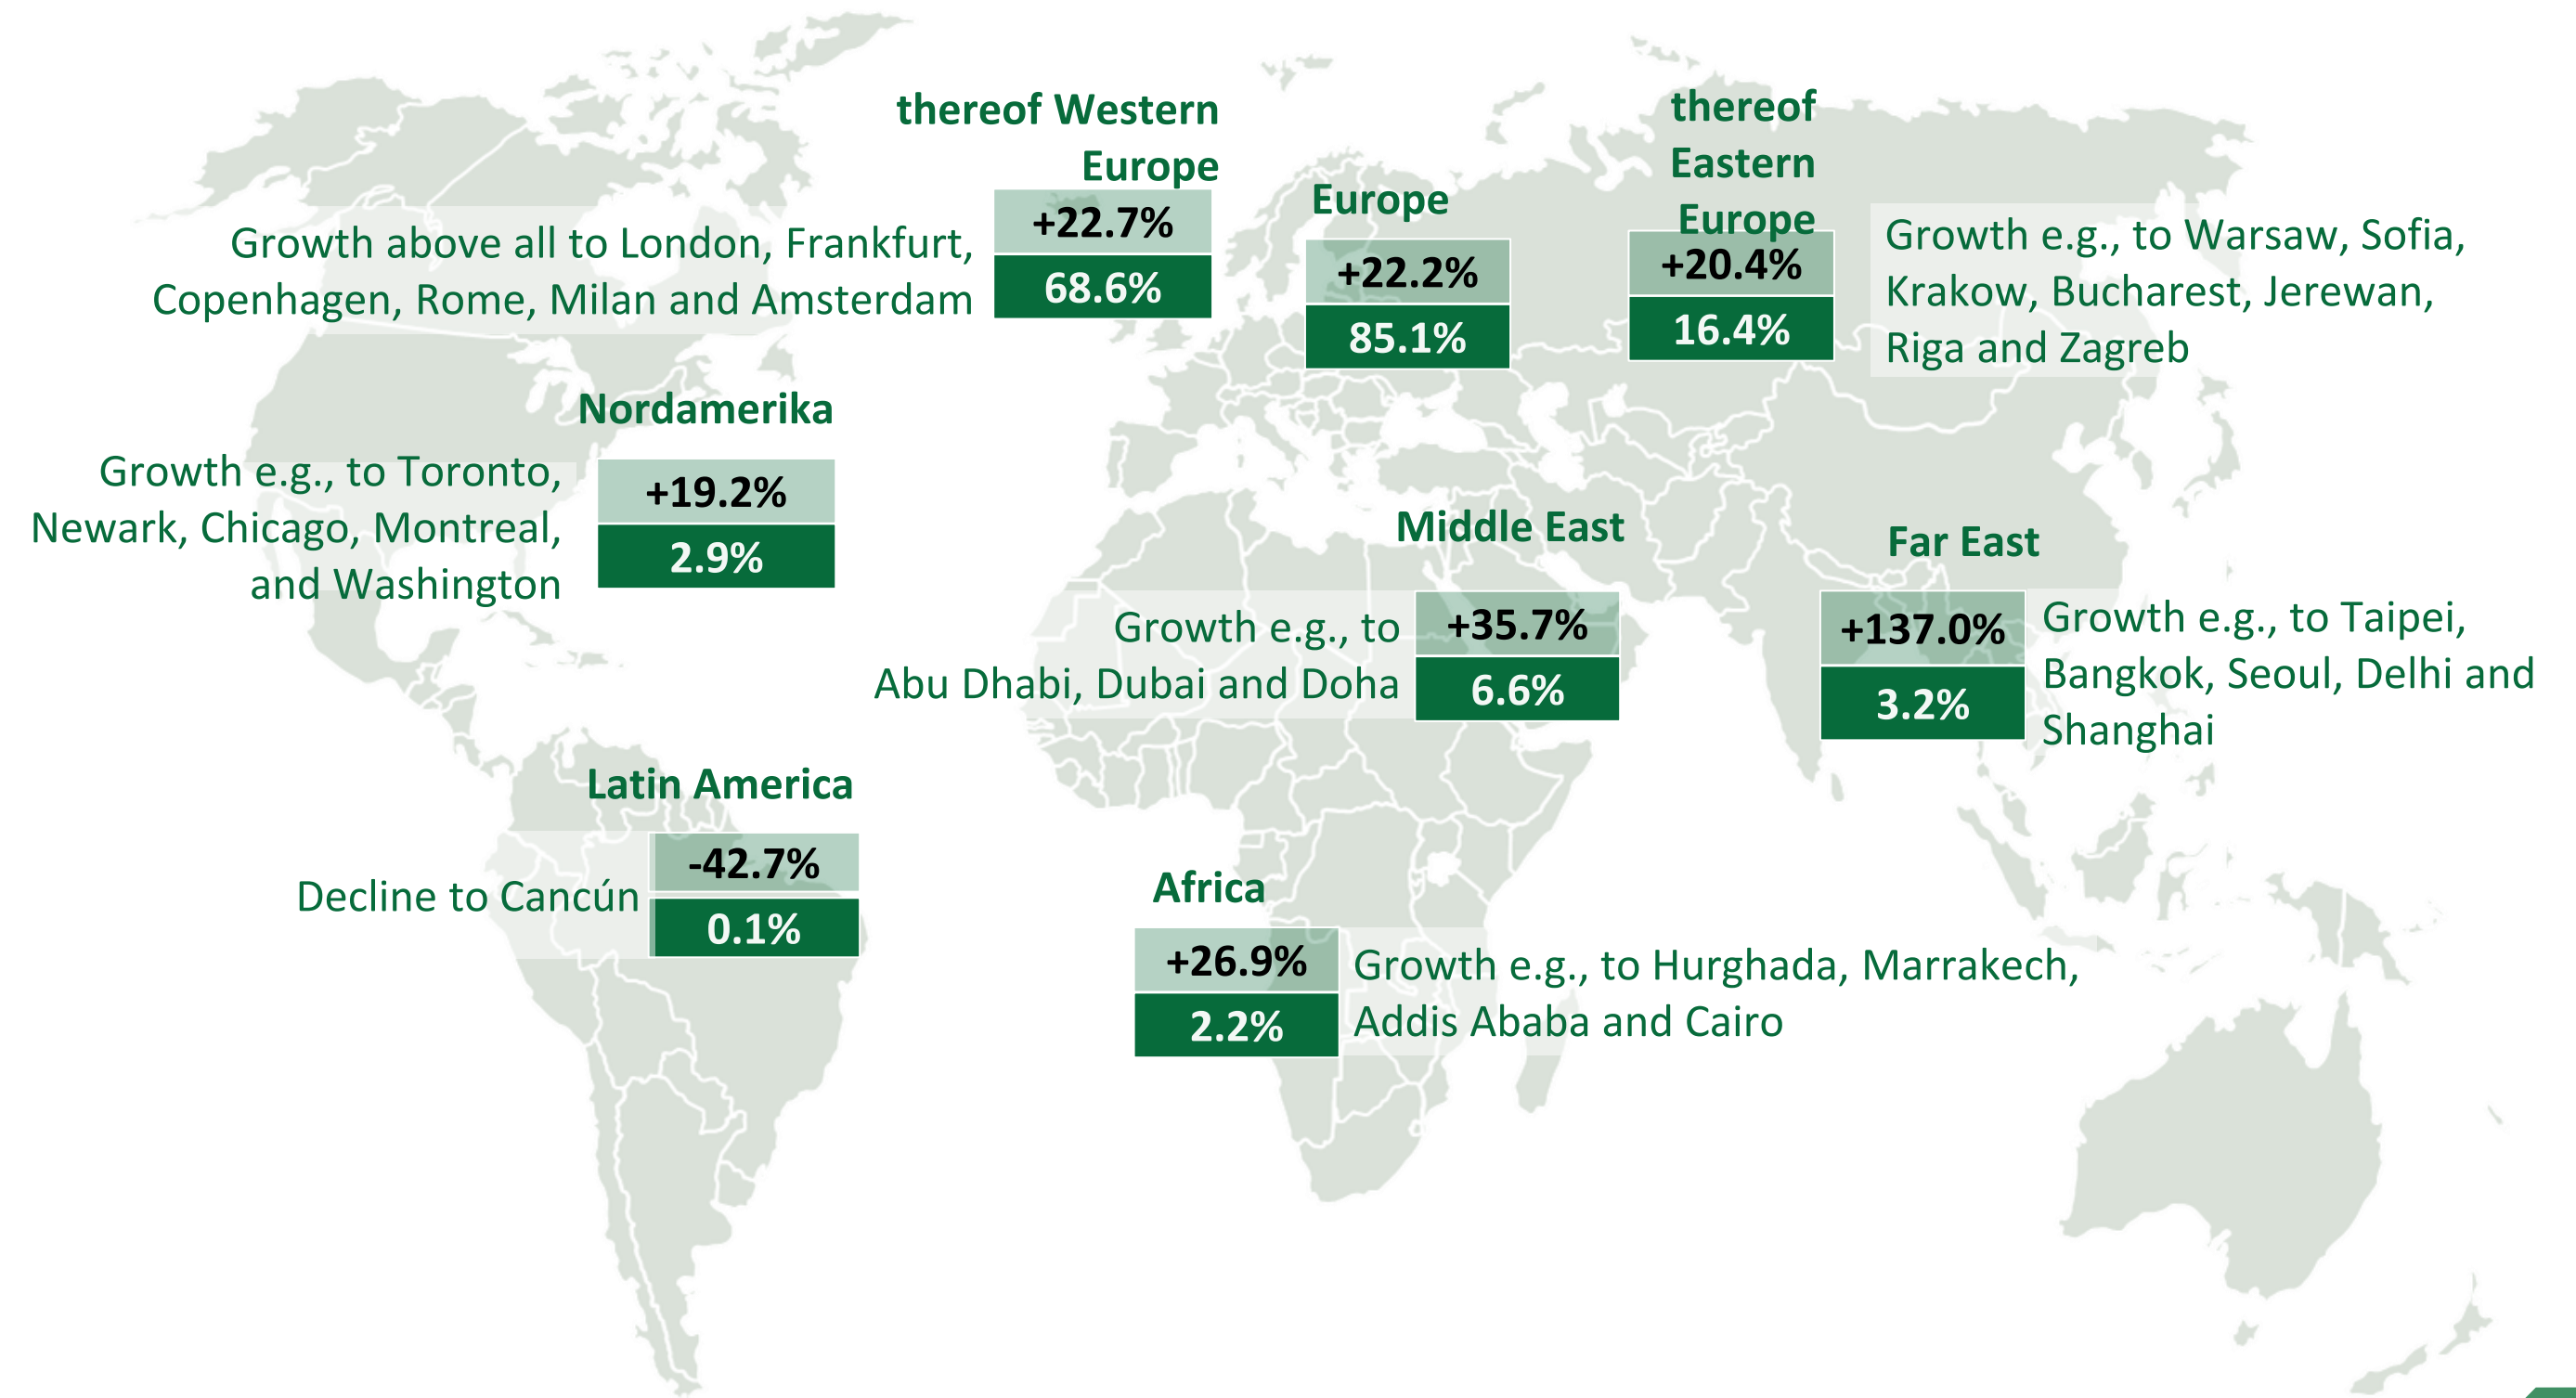 thereof Western
Europe
+22.7%
68.6%
Growth above all to London, Frankfurt,
Copenhagen, Rome, Milan and Amsterdam
Europe
+22.2%
85.1%
thereof
Eastern
Europe
+20.4%
16.4%
Growth e.g., to Warsaw, Sofia,
Krakow, Bucharest, Jerewan,
Riga and Zagreb
Nordamerika
+19.2%
2.9%
Growth e.g., to Toronto,
Newark, Chicago, Montreal,
and Washington
Middle East
+35.7%
6.6%
Growth e.g., to
Abu Dhabi, Dubai and Doha
Far East
+137.0%
3.2%
Growth e.g., to Taipei,
Bangkok, Seoul, Delhi and
Shanghai
Latin America
-42.7%
0.1%
Decline to Cancún
Africa
+26.9%
2.2%
Growth e.g., to Hurghada, Marrakech,
Addis Ababa and Cairo